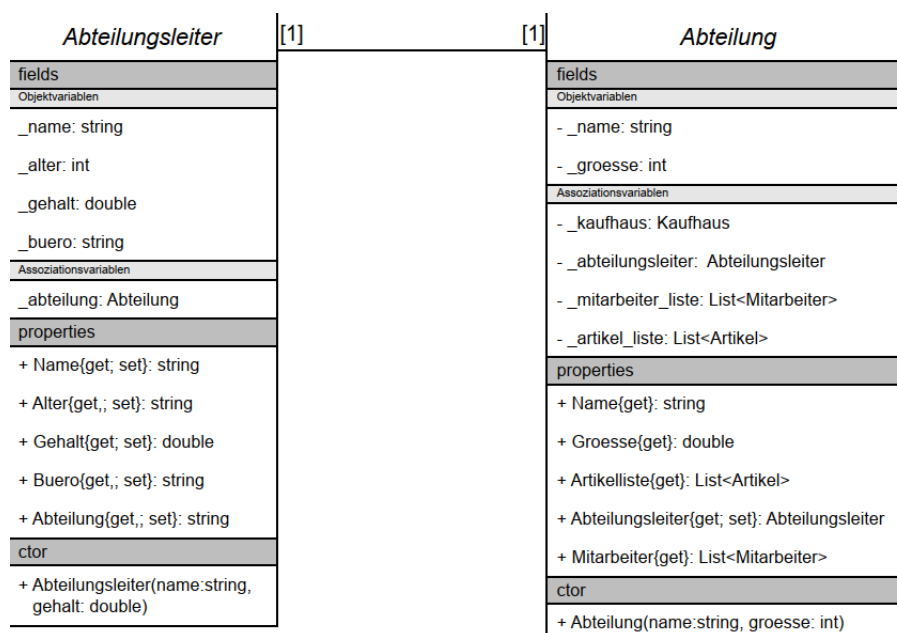 Abteilungsleiter
[1]
[1]
Abteilung
fields
Objektvariablen
_name: string
_alter: int
_gehalt: double
_buero: string
Assoziationsvariablen
_abteilung: Abteilung
properties
+ Name{get; set}: string
+ Alter{get,; set}: string
+ Gehalt{get; set}: double
+ Buero{get,; set}: string
+ Abteilung{get,; set}: string
ctor
+ Abteilungsleiter(name:string,
gehalt: double)
fields
Objektvariablen
- _name: string
- _groesse: int
Assoziationsvariablen
- _kaufhaus: Kaufhaus
- _abteilungsleiter:  Abteilungsleiter
- _mitarbeiter_liste: List<Mitarbeiter>
- _artikel_liste: List<Artikel>
properties
+ Name{get}: string
+ Groesse{get}: double
+ Artikelliste{get}: List<Artikel>
+ Abteilungsleiter{get; set}: Abteilungsleiter
+ Mitarbeiter{get}: List<Mitarbeiter>
ctor
+ Abteilung(name:string, groesse: int)